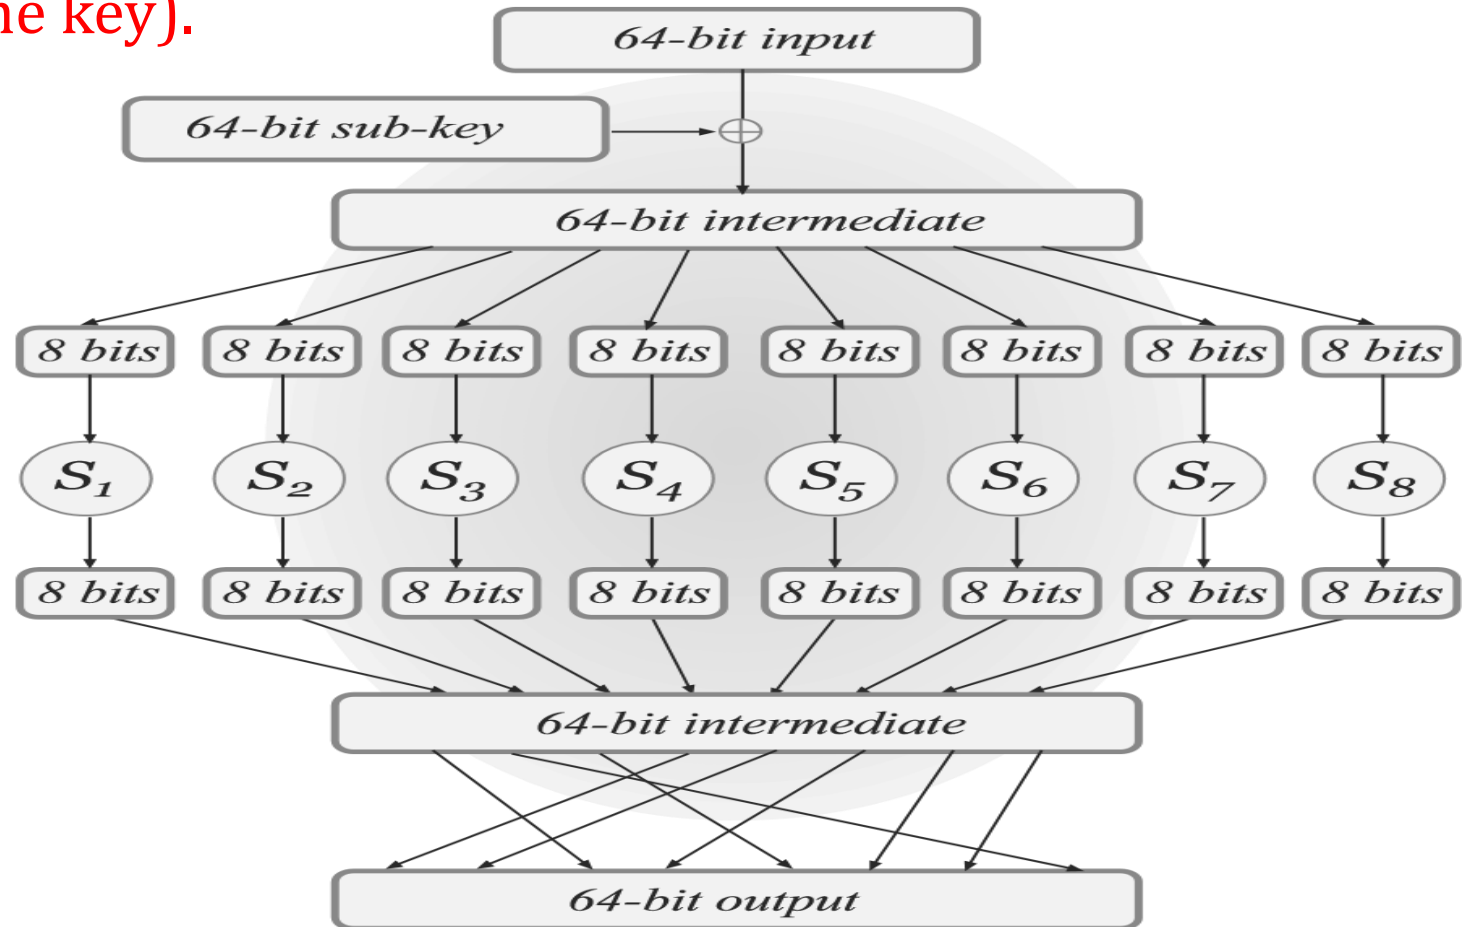 ne key).
64-bit input
64-bit sub-key
64-bit intermediate
8 bits 8 bits 8 bits 8 bits 8 bits 8 bits 8 bits 8 bits
S1 S2 S3 S4 S5 S6 S7 S8
8 bits 8 bits 8 bits 8 bits 8 bits 8 bits 8 bits 8 bits
64-bit intermediate
64-bit output